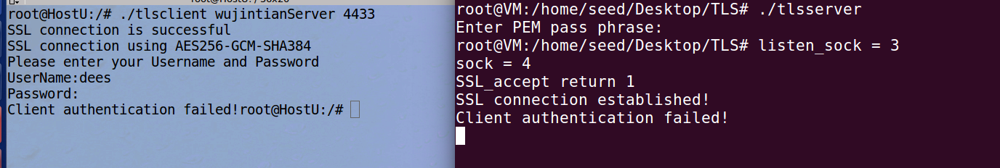 root@HostU:/# ./tlsclient wujintianServer 4433
SSL connection is successful
SSL connection using AES256-GCM-SHA384
Please enter your Username and Password
UserName:dees
Password:
Client authentication failed!root@HostU:/#
root@VM:/home/seed/Desktop/TLS# ./tlsserver
Enter PEM pass phrase:
root@VM:/home/seed/Desktop/TLS# listen_sock = 3
sock = 4
SSL_accept return 1
SSL connection established!
Client authentication failed!